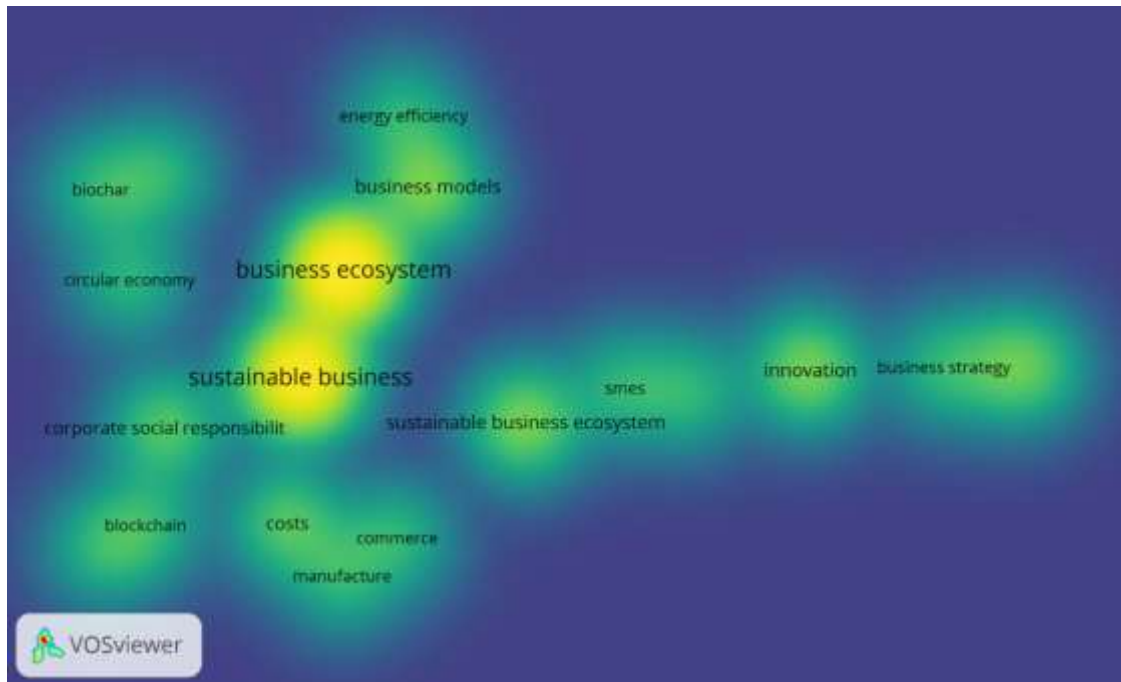 energy efficiency
biochar
business models
business ecosystem
circular economy
sustainable business
innovation
business strategy
smes
corporate social responsibilit
sustainable business ecosystem
blockchain
costs
commerce
manufacture
VOSviewer